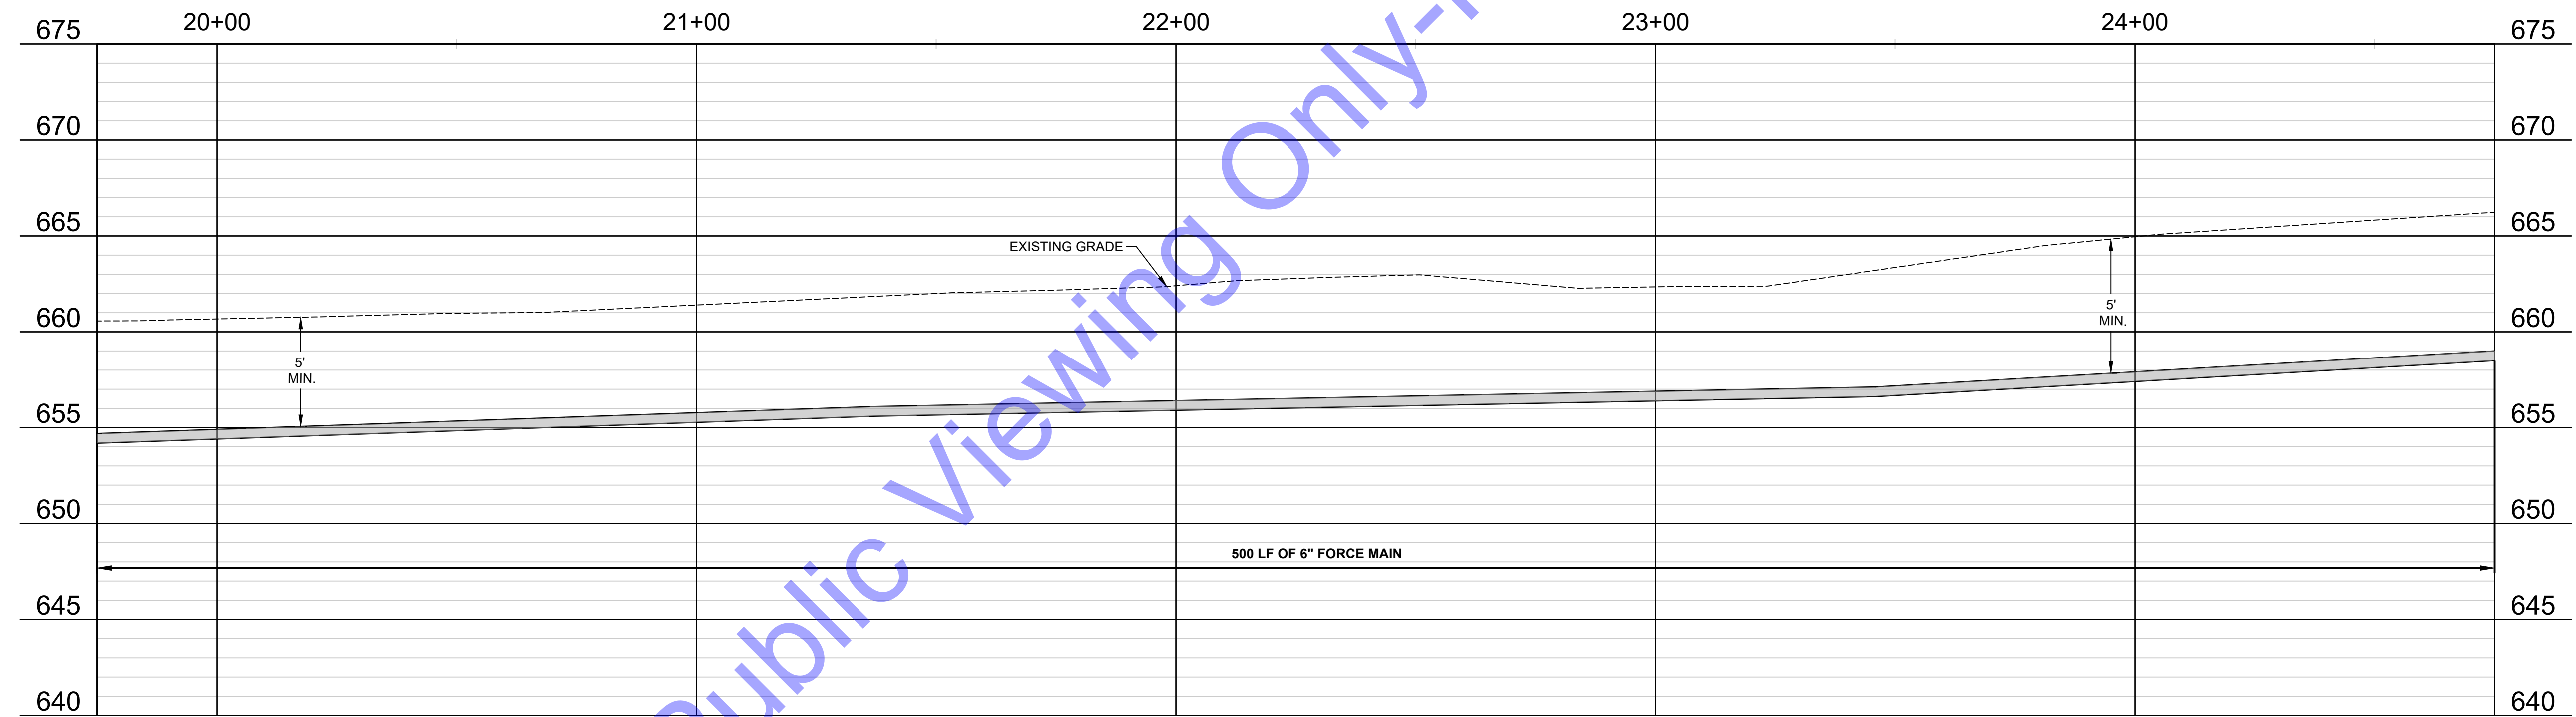 20+00 21+00 22+00 23+00 24+00
675 675
670 670
665 665
EXISTING GRADE
660 5' MIN. 660
5' MIN.
655 655
650 650
500 LF OF 6" FORCE MAIN
645 645
640 640
Public Viewing Only-